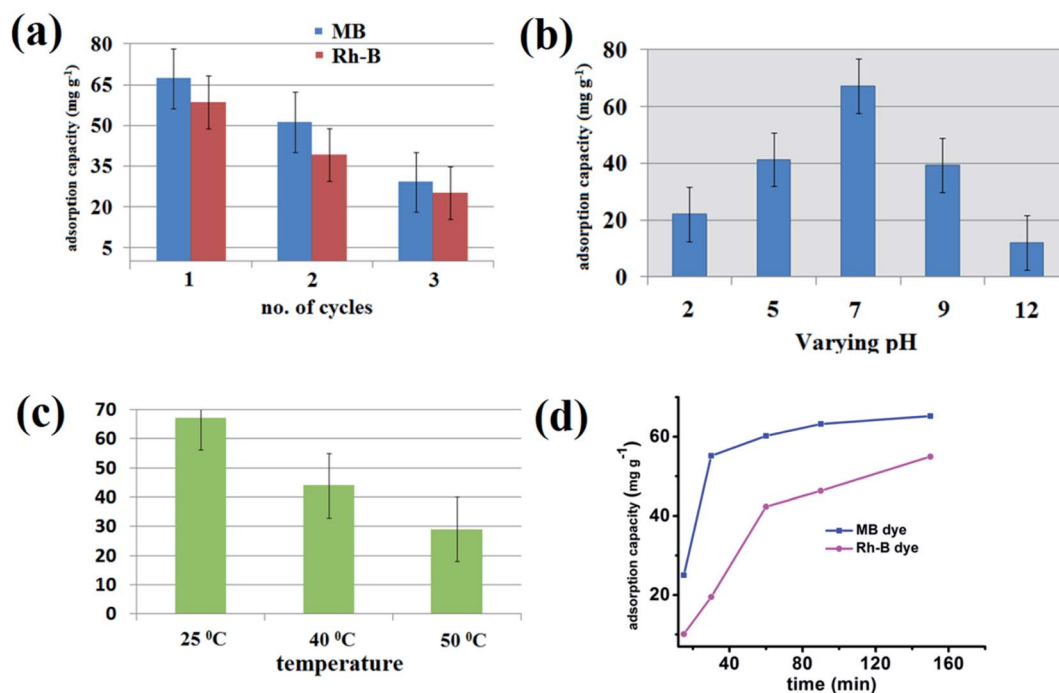 (a)
MB
Rh-B
adsorption capacity (mg g-1)
80
65
50
35
20
5
1 2 3
no. of cycles
(b)
adsorption capacity (mg g-1)
80
60
40
20
0
2 5 7 9 12
Varying pH
(c)
70
60
50
40
30
20
10
0
25 ⁰C 40 ⁰C 50 ⁰C
temperature
(d)
adsorption capacity (mg g-1)
60
40
20
MB dye
Rh-B dye
40 80 120 160
time (min)